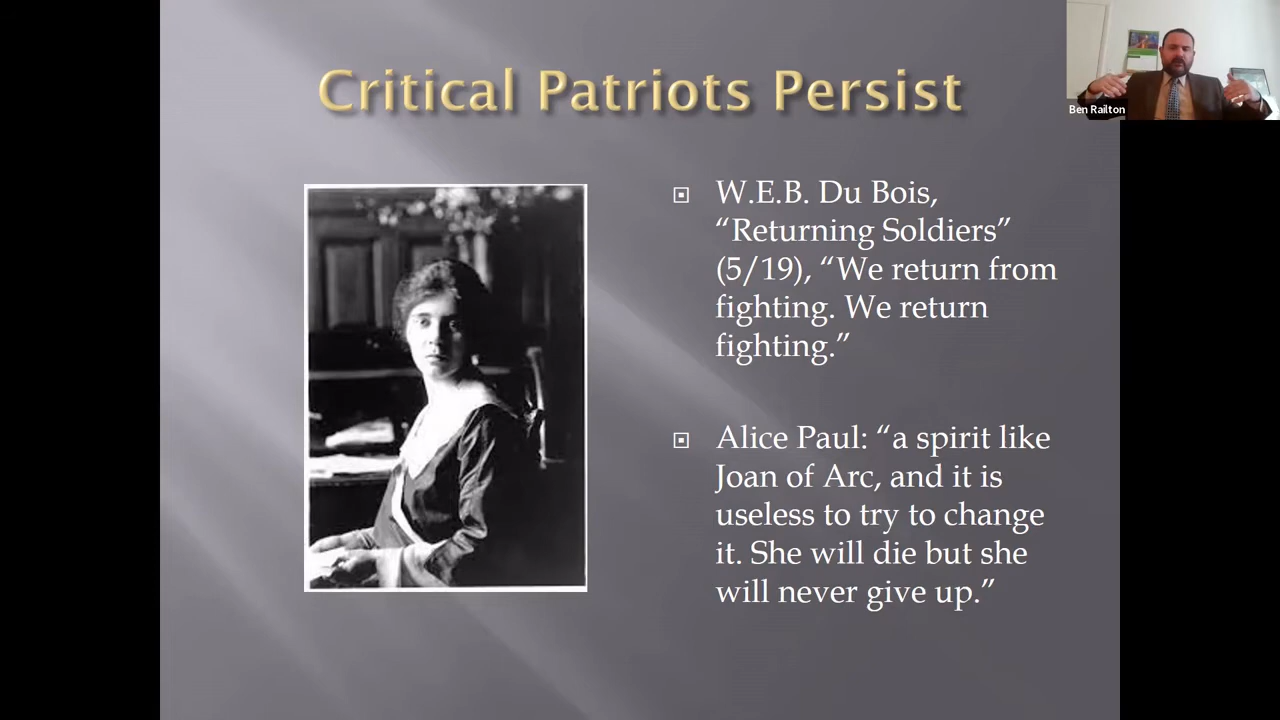 Critical Patriots Persist
Ben Railton
W.E.B. Du Bois,
“Returning Soldiers”
(5/19), “We return from
fighting. We return
fighting.”
Alice Paul: “a spirit like
Joan of Arc, and it is
useless to try to change
it. She will die but she
will never give up.”